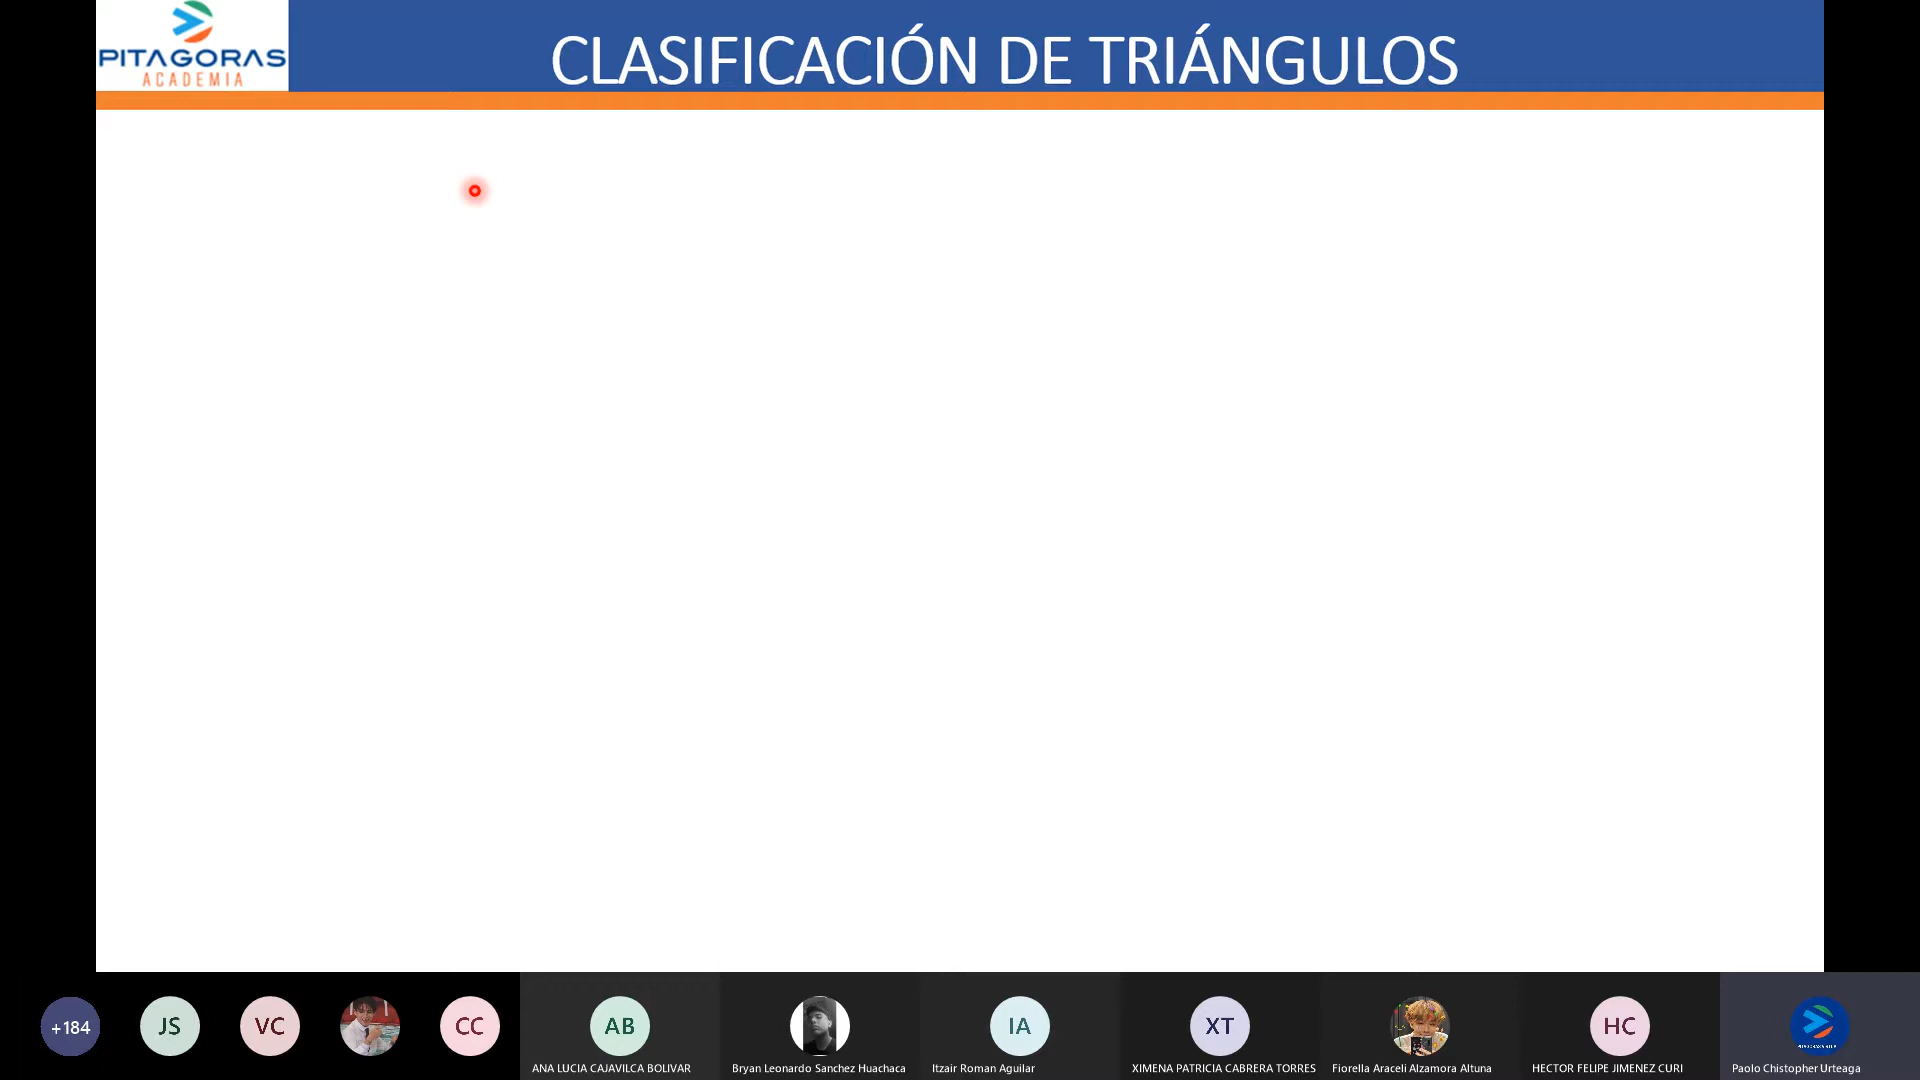 PITAGORAS
ACADEMIA
CLASIFICACIÓN DE TRIÁNGULOS
+184
JS
VC
CC
AB
IA
XT
HC
ANA LUCIA CAJAVILCA BOLIVAR
Bryan Leonardo Sanchez Huachaca
Itzair Roman Aguilar
XIMENA PATRICIA CABRERA TORRES
Fiorella Araceli Alzamora Altuna
HECTOR FELIPE JIMENEZ CURI
Paolo Chistopher Urteaga